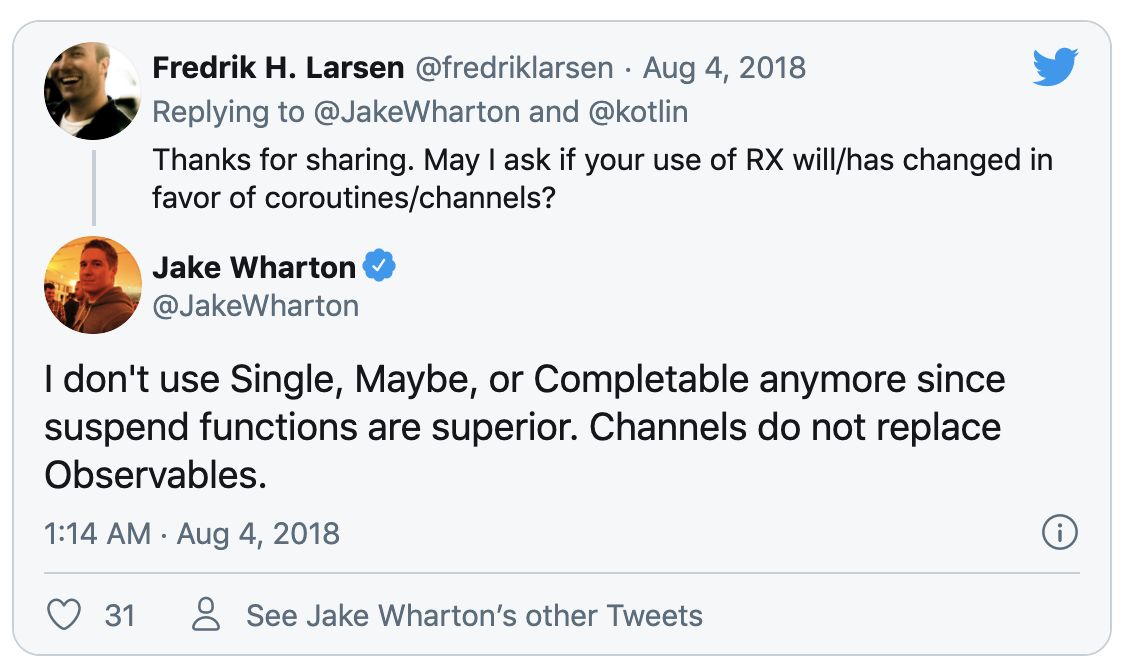 Fredrik H. Larsen @fredriklarsen · Aug 4, 2018
Replying to @JakeWharton and @kotlin
Thanks for sharing. May I ask if your use of RX will/has changed in
favor of coroutines/channels?
Jake Wharton
@JakeWharton
I don't use Single, Maybe, or Completable anymore since
suspend functions are superior. Channels do not replace
Observables.
1:14 AM · Aug 4, 2018
31 See Jake Wharton’s other Tweets